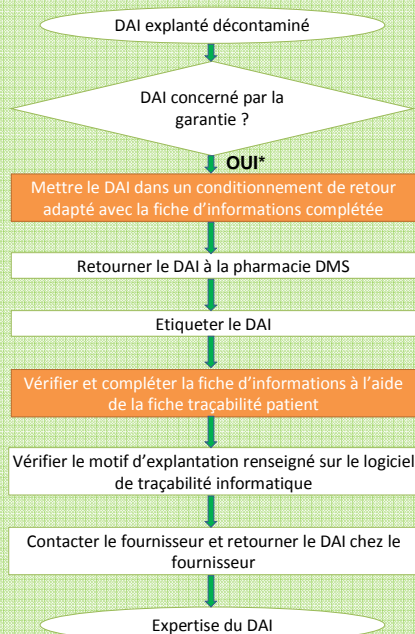 DAI explanté décontaminé
DAI concerné par la
garantie ?
OUI*
Mettre le DAI dans un conditionnement de retour
adapté avec la fiche d'informations complétée
Retourner le DAI à la pharmacie DMS
Etiqueter le DAI
Vérifier et compléter la fiche d'informations à l'aide
de la fiche traçabilité patient
Vérifier le motif d'explantation renseigné sur le logiciel
de traçabilité informatique
Contacter le fournisseur et retourner le DAI chez le
fournisseur
Expertise du DAI